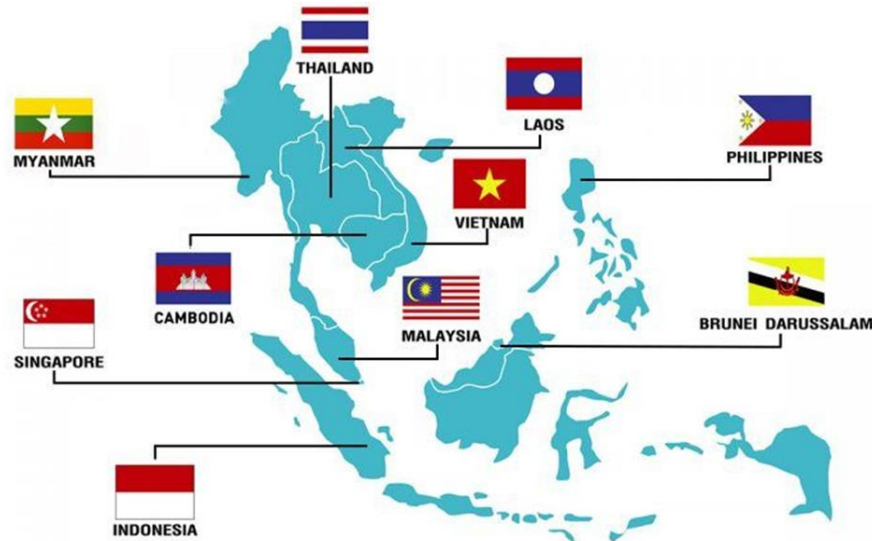 THAILAND
LAOS
MYANMAR
PHILIPPINES
VIETNAM
CAMBODIA
MALAYSIA
BRUNEI DARUSSALAM
SINGAPORE
INDONESIA